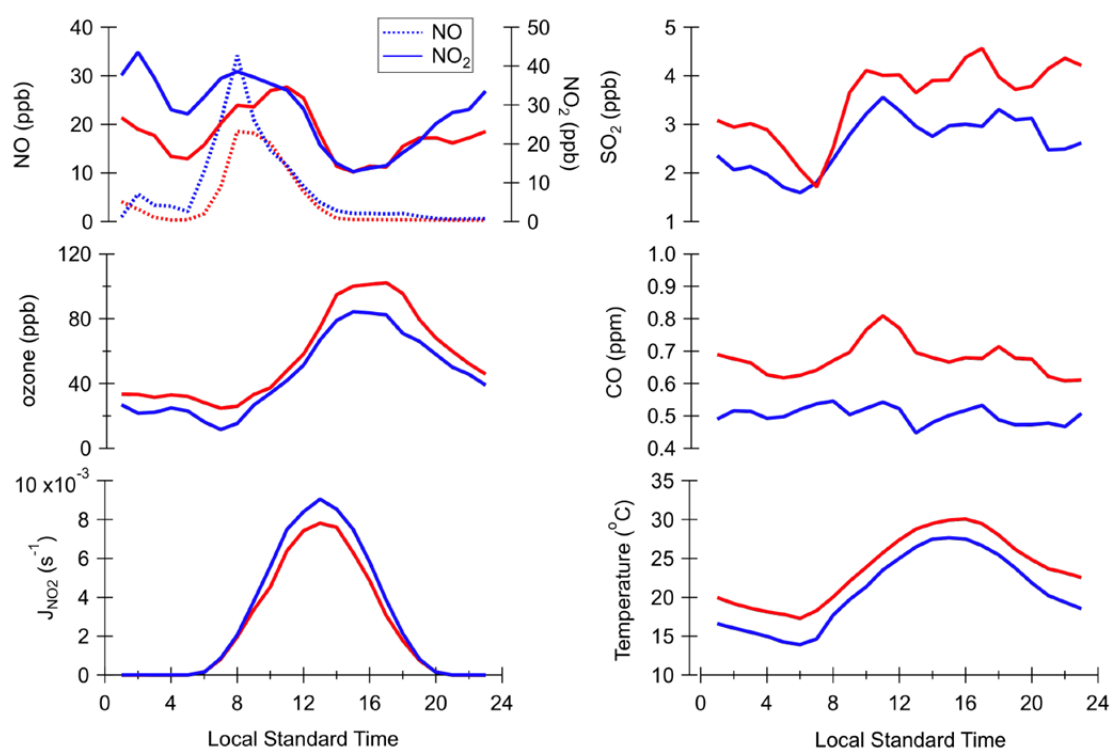 40
30
20
10
0
NO (ppb)
NO
NO2
50
40
30
20
10
0
NO2 (ppb)
5
4
3
2
1
SO2 (ppb)
120
80
40
0
ozone (ppb)
1.0
0.9
0.8
0.7
0.6
0.5
0.4
CO (ppm)
10 x10⁻³
8
6
4
2
0
JNO2 (s⁻¹)
0 4 8 12 16 20 24
Local Standard Time
35
30
25
20
15
10
Temperature (°C)
0 4 8 12 16 20 24
Local Standard Time